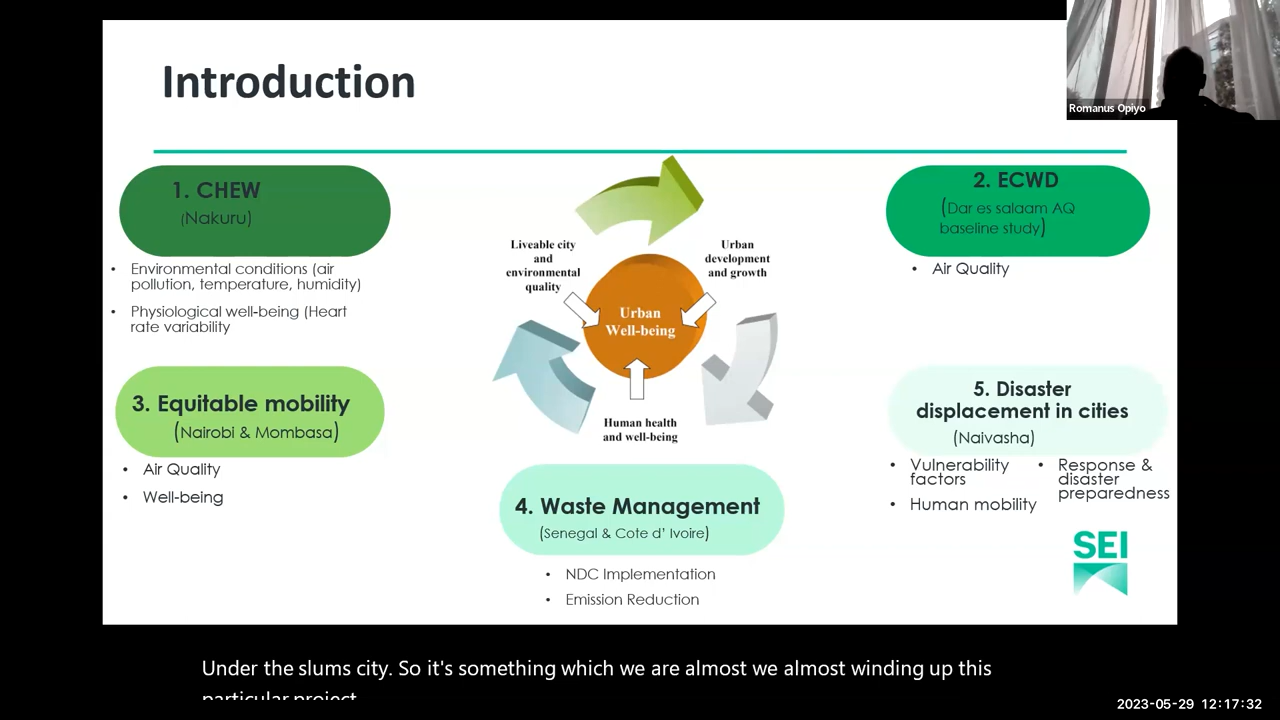 Introduction
Romanus Opiyo
1. CHEW
(Nakuru)
• Environmental conditions (air
pollution, temperature, humidity)
• Physiological well-being (Heart
rate variability
2. ECWD
(Dar es salaam AQ
baseline study)
• Air Quality
Liveable city
and
environmental
quality
Urban
development
and growth
Urban
Well-being
Human health
and well-being
3. Equitable mobility
(Nairobi & Mombasa)
• Air Quality
• Well-being
4. Waste Management
(Senegal & Cote d’ Ivoire)
• NDC Implementation
• Emission Reduction
5. Disaster
displacement in cities
(Naivasha)
• Vulnerability
factors
• Human mobility
• Response &
disaster
preparedness
SEI
Under the slums city. So it's something which we are almost we almost winding up this
particular project
2023-05-29 12:17:32